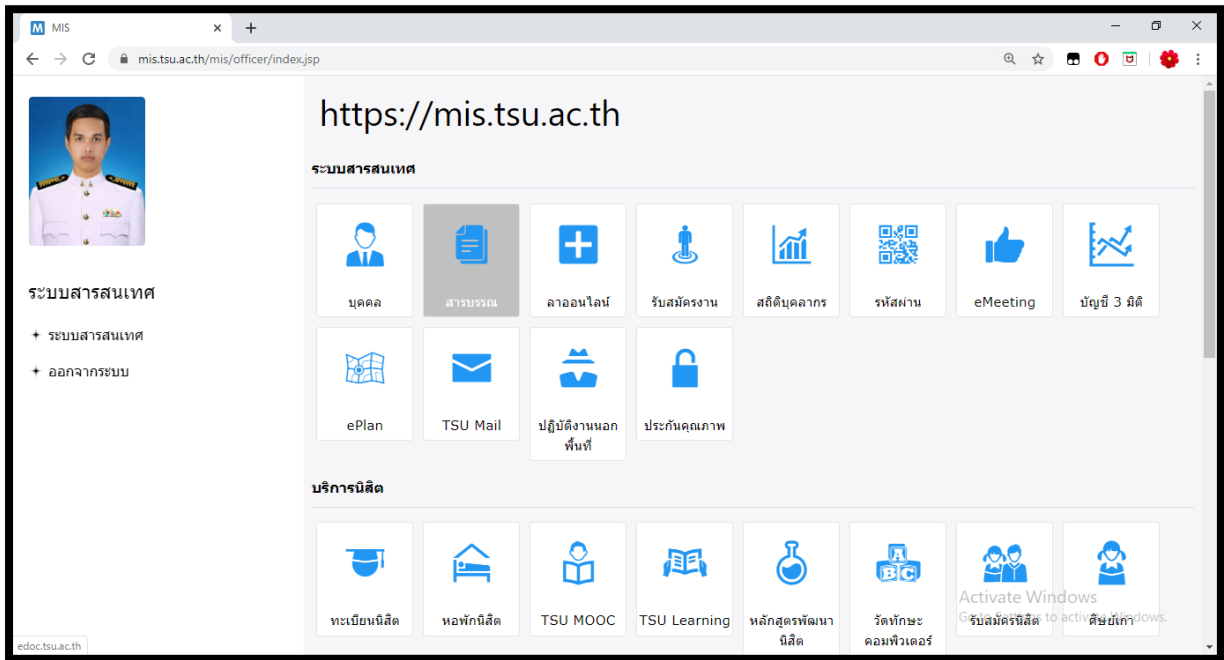 MIS
mis.tsu.ac.th/mis/officer/index.jsp
https://mis.tsu.ac.th
ระบบสารสนเทศ
บุคคล
สารบรรณ
ลาออนไลน์
รับสมัครงาน
สถิติบุคลากร
รหัสผ่าน
eMeeting
บัญชี 3 มิติ
ระบบสารสนเทศ
ระบบสารสนเทศ
ออกจากระบบ
ePlan
TSU Mail
ปฏิบัติงานนอก
พื้นที่
ประกันคุณภาพ
บริการนิสิต
ทะเบียนนิสิต
หอพักนิสิต
TSU MOOC
TSU Learning
หลักสูตรพัฒนา
นิสิต
วัดทักษะ
คอมพิวเตอร์
รับสมัครนิสิต
ศิษย์เก่า
A
B C
Activate Windows
Go to Settings to activate Windows.
edoc.tsu.ac.th